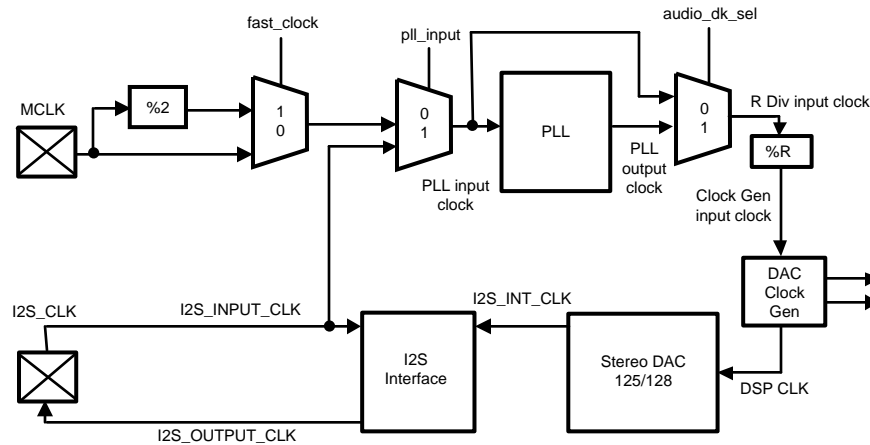 fast_clock
pll_input
audio_dk_sel
MCLK
%2
1
0
0
1
PLL
0
1
R Div input clock
%R
PLL input
clock
PLL
output
clock
Clock Gen
input clock
DAC
Clock
Gen
I2S_CLK
I2S_INPUT_CLK
I2S_INT_CLK
I2S
Interface
Stereo DAC
125/128
DSP CLK
I2S_OUTPUT_CLK